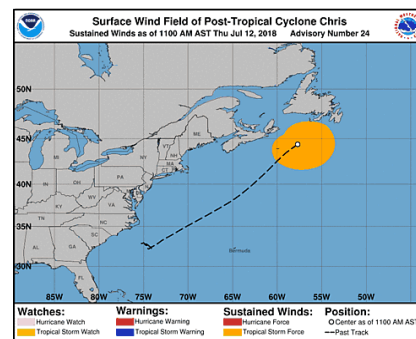 Surface Wind Field of Post-Tropical Cyclone Chris
Sustained Winds as of 1100 AM AST Thu Jul 12, 2018 Advisory Number 24
NOAA
50N
45N
40N
35N
30N
ME
VT
NH
MA
CT
NY
MI
PA
IN
OH
WV
VA
KY
NC
TN
SC
AL
GA
FL
Bermuda
85W 80W 75W 70W 65W 60W 55W 50W
Watches: Warnings: Sustained Winds: Position:
Hurricane Watch Hurricane Warning Hurricane Force Center as of 1100 AM AST
Tropical Storm Watch Tropical Storm Warning Tropical Storm Force Past Track